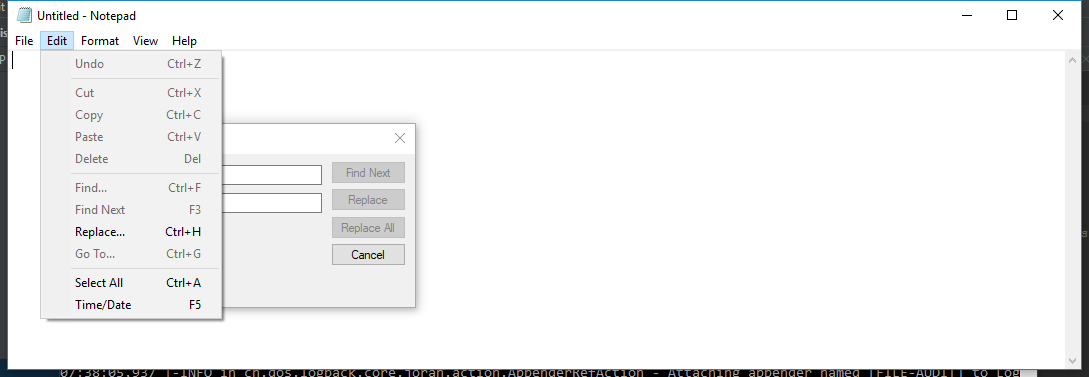 Untitled - Notepad
File Edit Format View Help
Undo Ctrl+Z
Cut Ctrl+X
Copy Ctrl+C
Paste Ctrl+V
Delete Del
Find... Ctrl+F
Find Next F3
Replace... Ctrl+H
Go To... Ctrl+G
Select All Ctrl+A
Time/Date F5
Find Next
Replace
Replace All
Cancel
07:38:05,937 |-INFO in ch.qos.logback.core.joran.action.AppenderRefAction - Attaching appender named [FILE-AUDIT] to Log